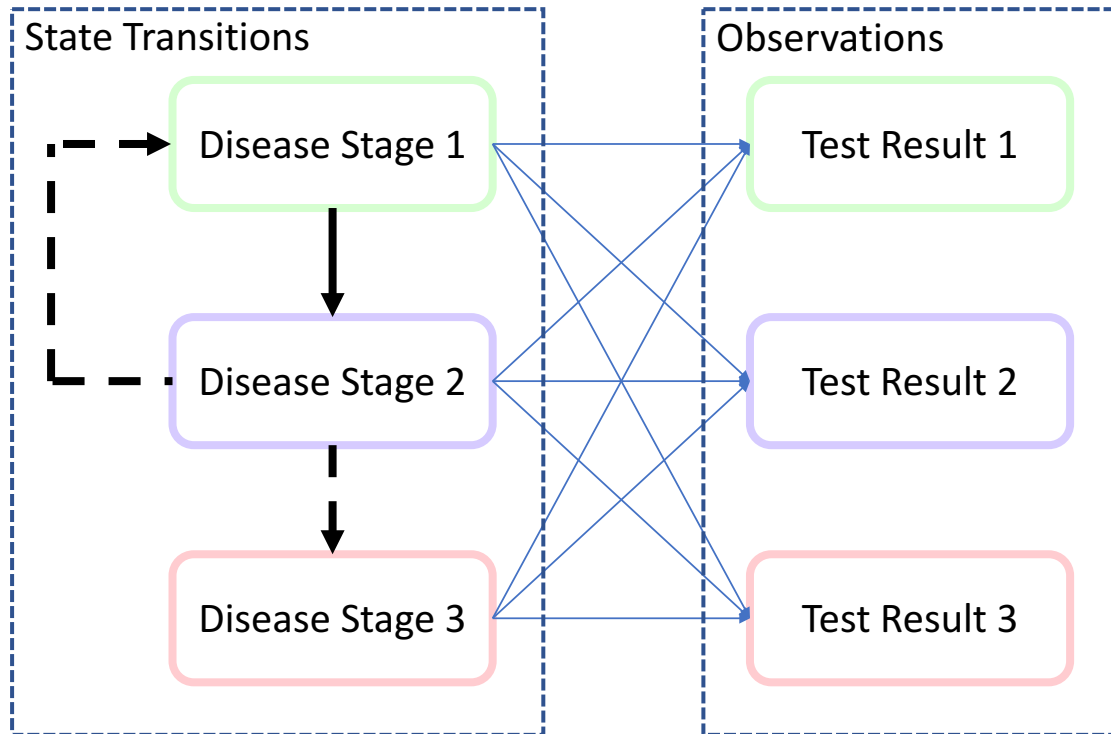 State Transitions
Observations
Disease Stage 1
Test Result 1
Disease Stage 2
Test Result 2
Disease Stage 3
Test Result 3